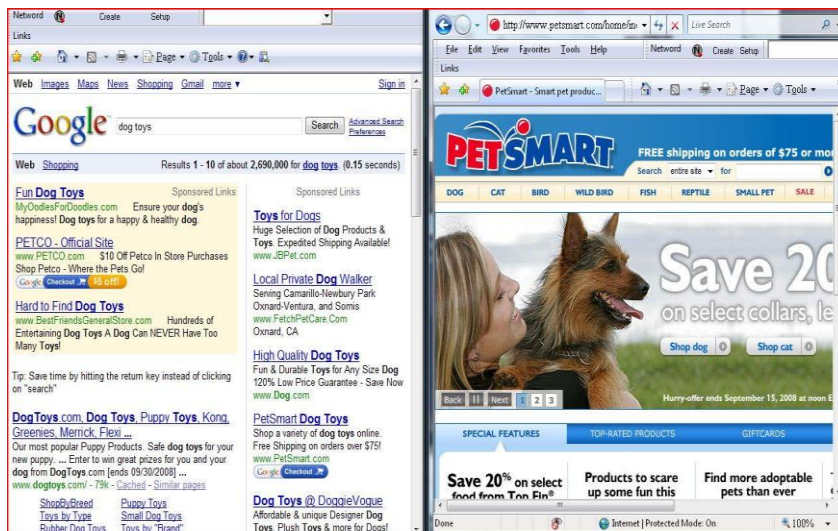 Netword Create Setup
Links
Page Tools
Web Images Maps News Shopping Gmail more ▼ Sign in
Google dog toys Search Advanced Search
Preferences
Web Shopping Results 1 - 10 of about 2,690,000 for dog toys. (0.15 seconds)
Fun Dog Toys Sponsored Links
MyOodlesForDoodles.com Ensure your dog's
happiness! Dog toys for a happy & healthy dog.
PETCO - Official Site
www.PETCO.com $10 Off Petco In Store Purchases
Shop Petco - Where the Pets Go!
Google Checkout $5 off!
Hard to Find Dog Toys
www.BestFriendsGeneralStore.com Hundreds of
Entertaining Dog Toys A Dog Can NEVER Have Too
Many Toys!
Tip: Save time by hitting the return key instead of clicking
on "search"
DogToys.com, Dog Toys, Puppy Toys, Kong,
Greenies, Merrick, Flexi ...
Our most popular Puppy Products. Safe dog toys for your
new puppy. ... Enter to win great prizes for you and your
dog from DogToys.com [ends 09/30/2008] ...
www.dogtoys.com/ - 79k - Cached - Similar pages
ShopByBreed Puppy Toys
Toys by Type Small Dog Toys
Rubber Dog Toys Toys by "Brand"
Sponsored Links
Toys for Dogs
Huge Selection of Dog Products &
Toys. Expedited Shipping Available!
www.JBPet.com
Local Private Dog Walker
Serving Camarillo-Newbury Park
Oxnard-Ventura, and Somis
www.FetchPetCare.Com
Oxnard, CA
High Quality Dog Toys
Fun & Durable Toys for Any Size Dog
120% Low Price Guarantee - Save Now
www.Dog.com
PetSmart Dog Toys
Shop a variety of dog toys online.
Free Shipping on orders over $75!
www.PetSmart.com
Google Checkout
Dog Toys @ DoggieVogue
Affordable & unique Designer Dog
Toys, Plush Toys & more for Dogs!
http://www.petsmart.com/home/in Live Search
File Edit View Favorites Tools Help Netword Create Setup
Links
PetSmart - Smart pet produc... Page Tools
PETSMART
FREE shipping on orders of $75 or mo
Search entire site for
DOG CAT BIRD WILD BIRD FISH REPTILE SMALL PET SALE
Save 20
on select collars, le
Shop dog Shop cat
Back Next 1 2 3
Hurry-offer ends September 15, 2008 at noon E
SPECIAL FEATURES TOP-RATED PRODUCTS GIFTCARDS
Save 20% on select
food from Top Fin®
Products to scare
up some fun this
Find more adoptable
pets than ever
Done Internet | Protected Mode: On 100%